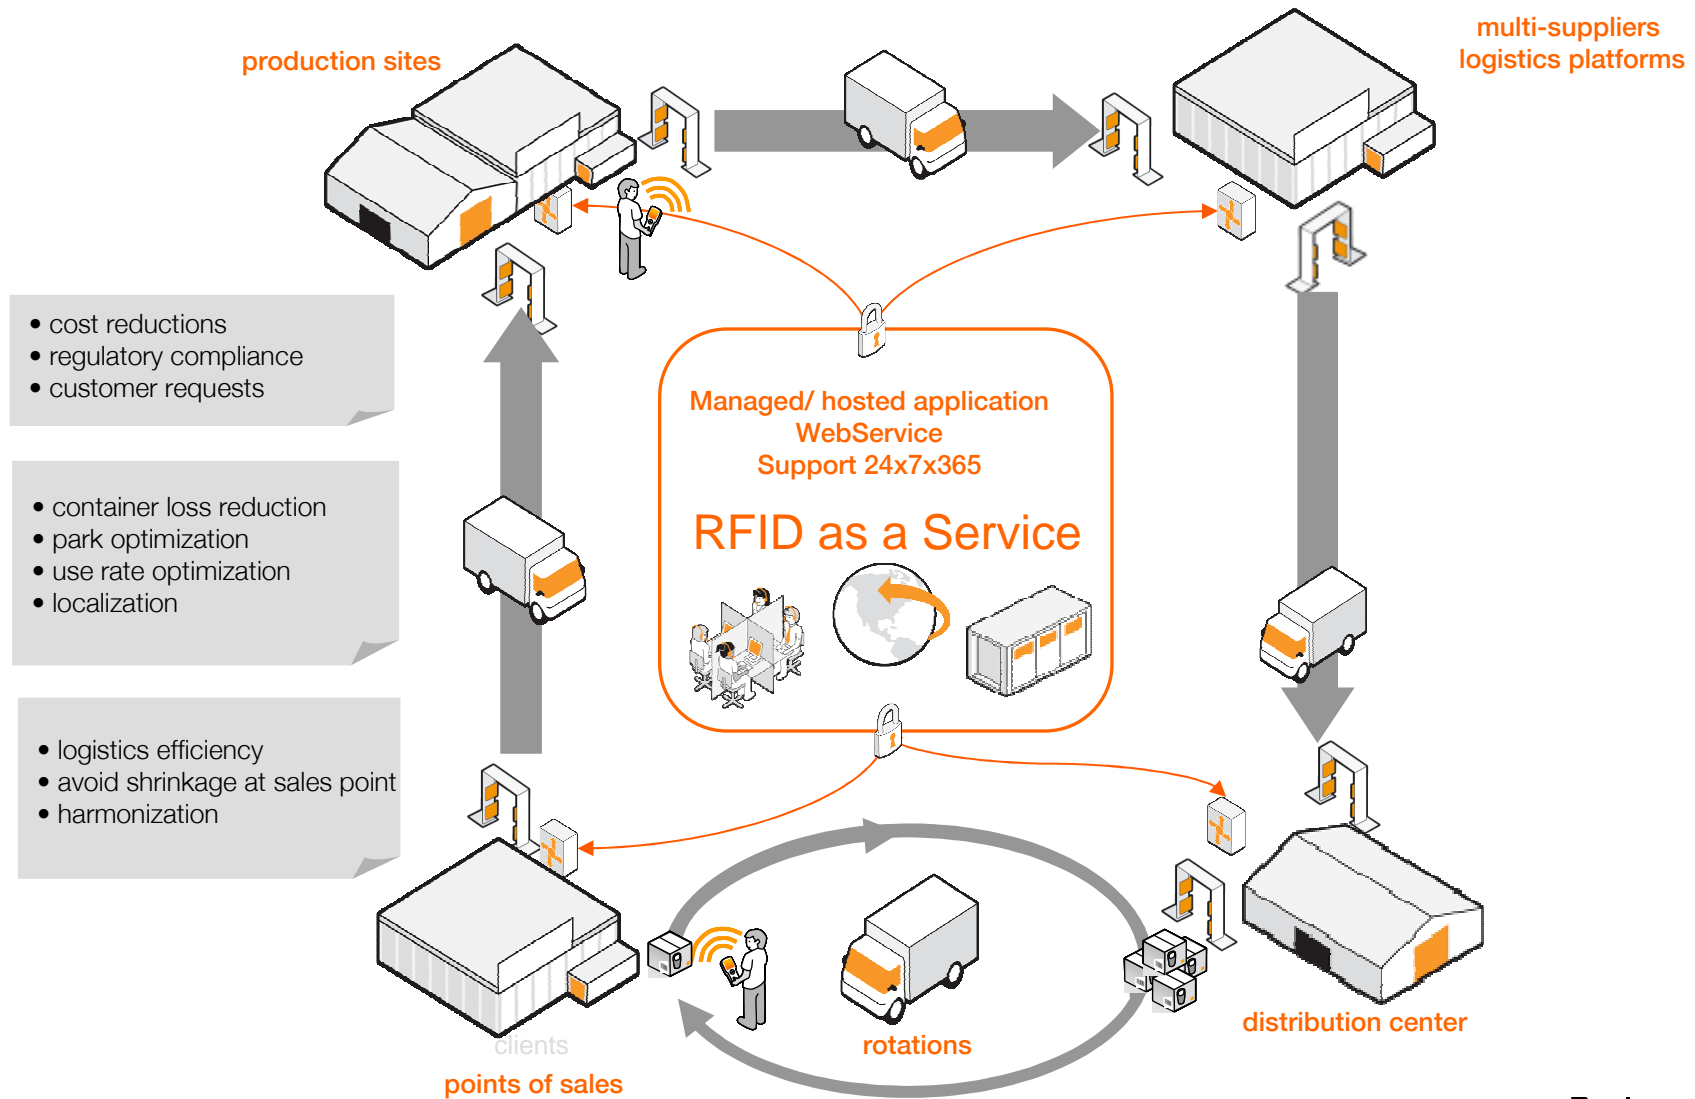 production sites
multi-suppliers
logistics platforms
• cost reductions
• regulatory compliance
• customer requests
Managed/ hosted application
WebService
Support 24x7x365
RFID as a Service
• container loss reduction
• park optimization
• use rate optimization
• localization
• logistics efficiency
• avoid shrinkage at sales point
• harmonization
clients
points of sales
rotations
distribution center